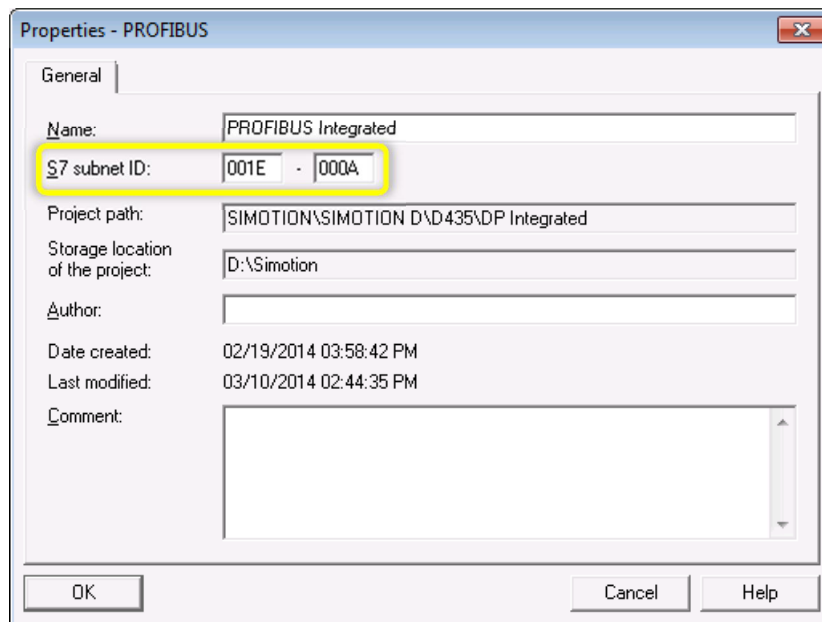 Properties - PROFIBUS
General
Name: PROFIBUS Integrated
S7 subnet ID: 001E - 000A
Project path: SIMOTION\SIMOTION D\D435\DP Integrated
Storage location
of the project: D:\Simotion
Author:
Date created: 02/19/2014 03:58:42 PM
Last modified: 03/10/2014 02:44:35 PM
Comment:
OK Cancel Help